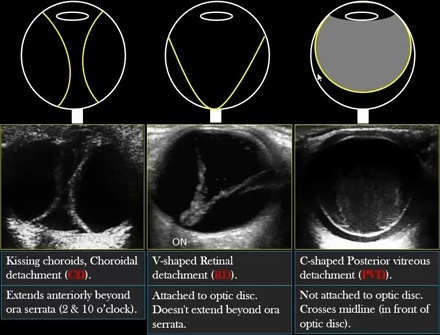 ON
Kissing choroids, Choroidal
detachment (CD).
Extends anteriorly beyond
ora serrata (2 & 10 o'clock).
V-shaped Retinal
detachment (RD).
Attached to optic disc.
Doesn't extend beyond ora
serrata.
C-shaped Posterior vitreous
detachment (PVD).
Not attached to optic disc.
Crosses midline (in front of
optic disc).